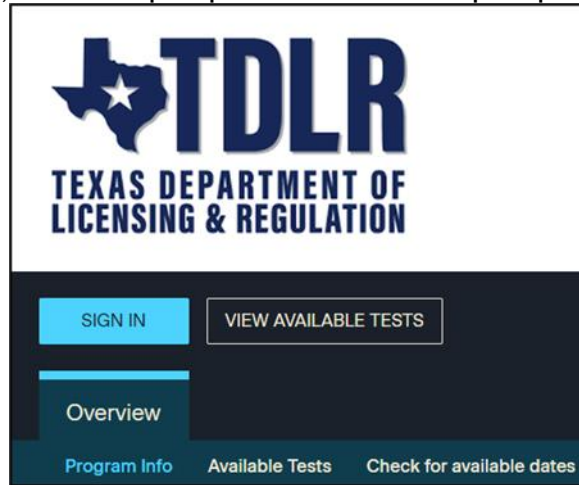 TDLR
TEXAS DEPARTMENT OF
LICENSING & REGULATION
SIGN IN
VIEW AVAILABLE TESTS
Overview
Program Info
Available Tests
Check for available dates